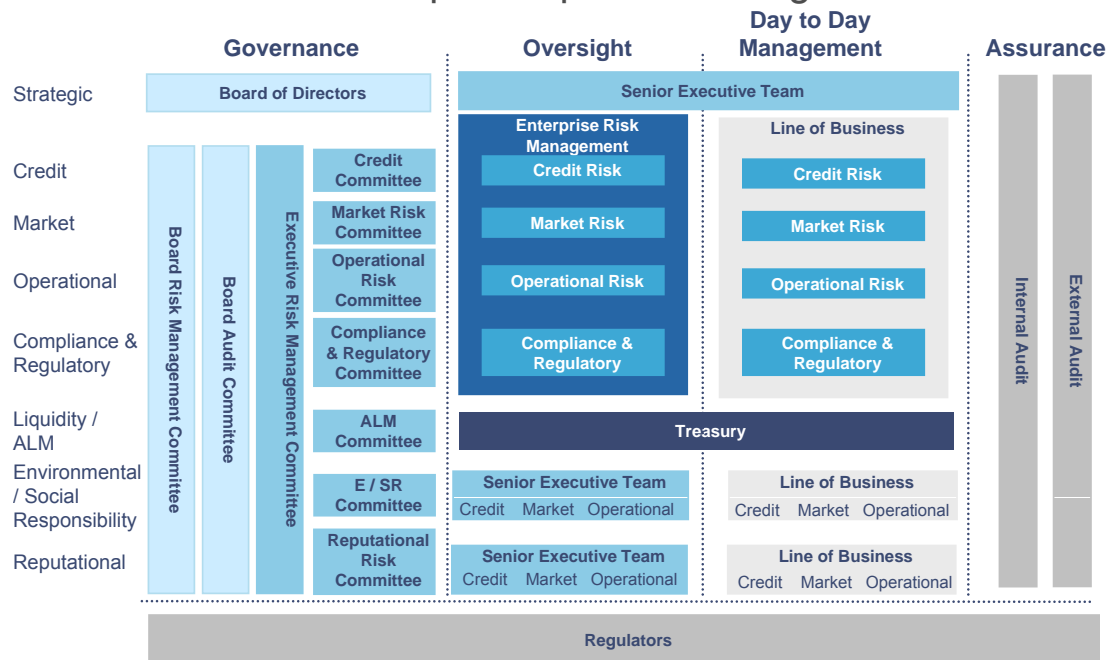 Governance
Oversight
Day to Day
Management
Assurance
Strategic
Board of Directors
Senior Executive Team
Enterprise Risk
Management
Line of Business
Credit
Credit
Committee
Credit Risk
Credit Risk
Market
Market Risk
Committee
Market Risk
Market Risk
Operational
Operational
Risk
Committee
Operational Risk
Operational Risk
Compliance &
Regulatory
Compliance
& Regulatory
Committee
Compliance &
Regulatory
Compliance &
Regulatory
Liquidity /
ALM
ALM
Committee
Treasury
Environmental
/ Social
Responsibility
E / SR
Committee
Senior Executive Team
Credit Market Operational
Line of Business
Credit Market Operational
Reputational
Reputational
Risk
Committee
Senior Executive Team
Credit Market Operational
Line of Business
Credit Market Operational
Board Risk Management Committee
Board Audit Committee
Executive Risk Management Committee
Internal Audit
External Audit
Regulators